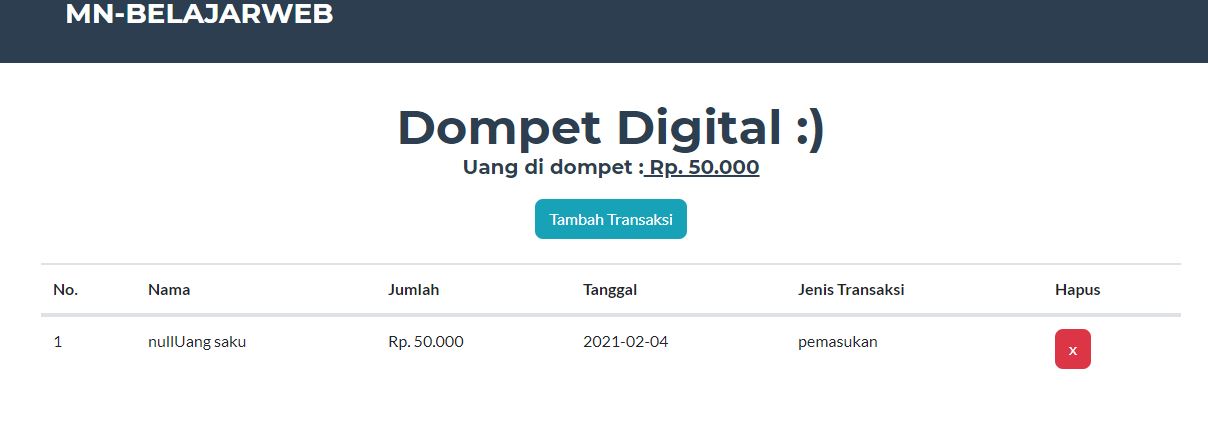 MN-BELAJARWEB
Dompet Digital :)
Uang di dompet : Rp. 50.000
Tambah Transaksi
No. Nama Jumlah Tanggal Jenis Transaksi Hapus
1 nullUang saku Rp. 50.000 2021-02-04 pemasukan x